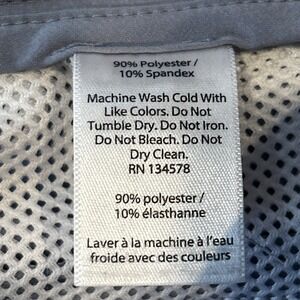 90% Polyester /
10% Spandex
Machine Wash Cold With
Like Colors. Do Not
Tumble Dry. Do Not Iron.
Do Not Bleach. Do Not
Dry Clean.
RN 134578
90% polyester /
10% élasthanne
Laver à la machine à l'eau
froide avec des couleurs